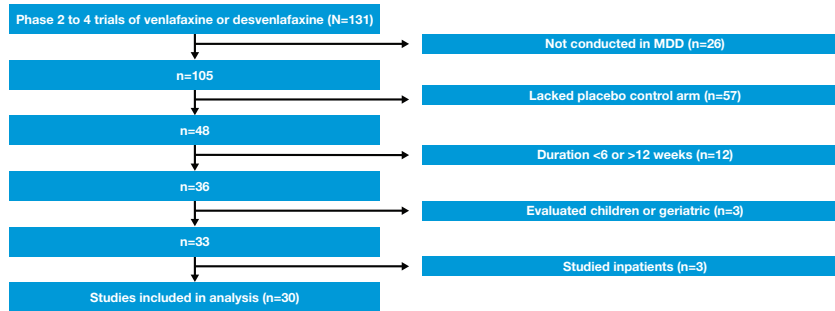 Phase 2 to 4 trials of venlafaxine or desvenlafaxine (N=131)
Not conducted in MDD (n=26)
n=105
Lacked placebo control arm (n=57)
n=48
Duration <6 or >12 weeks (n=12)
n=36
Evaluated children or geriatric (n=3)
n=33
Studied inpatients (n=3)
Studies included in analysis (n=30)